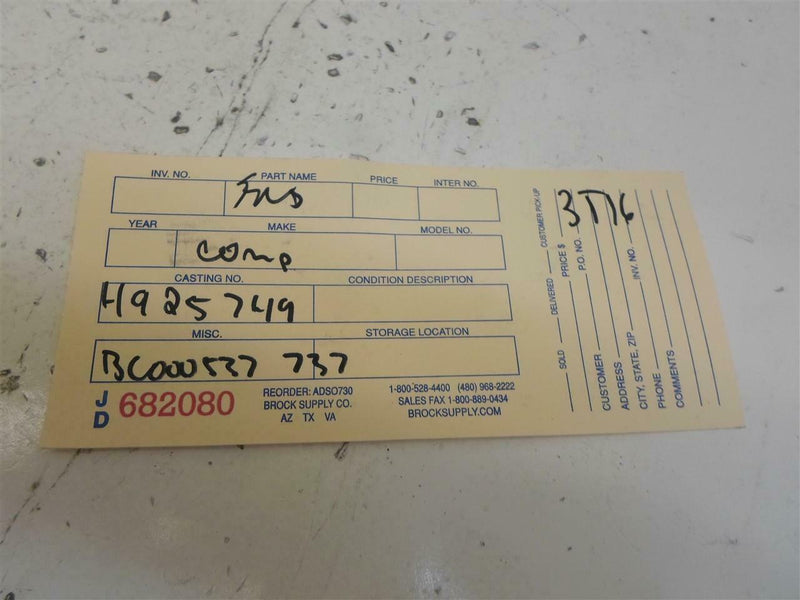 INV. NO. PART NAME PRICE INTER NO.
YEAR MAKE MODEL NO.
comp
CASTING NO. CONDITION DESCRIPTION
H925749
MISC. STORAGE LOCATION
BC000537 737
JD 682080
REORDER: ADSO730
BROCK SUPPLY CO.
AZ TX VA
1-800-528-4400 (480) 968-2222
SALES FAX 1-800-889-0434
BROCKSUPPLY.COM
SOLD DELIVERED CUSTOMER PICK-UP
PRICE $
P.O. NO.
CUSTOMER
ADDRESS
CITY, STATE, ZIP INV. NO.
PHONE
COMMENTS